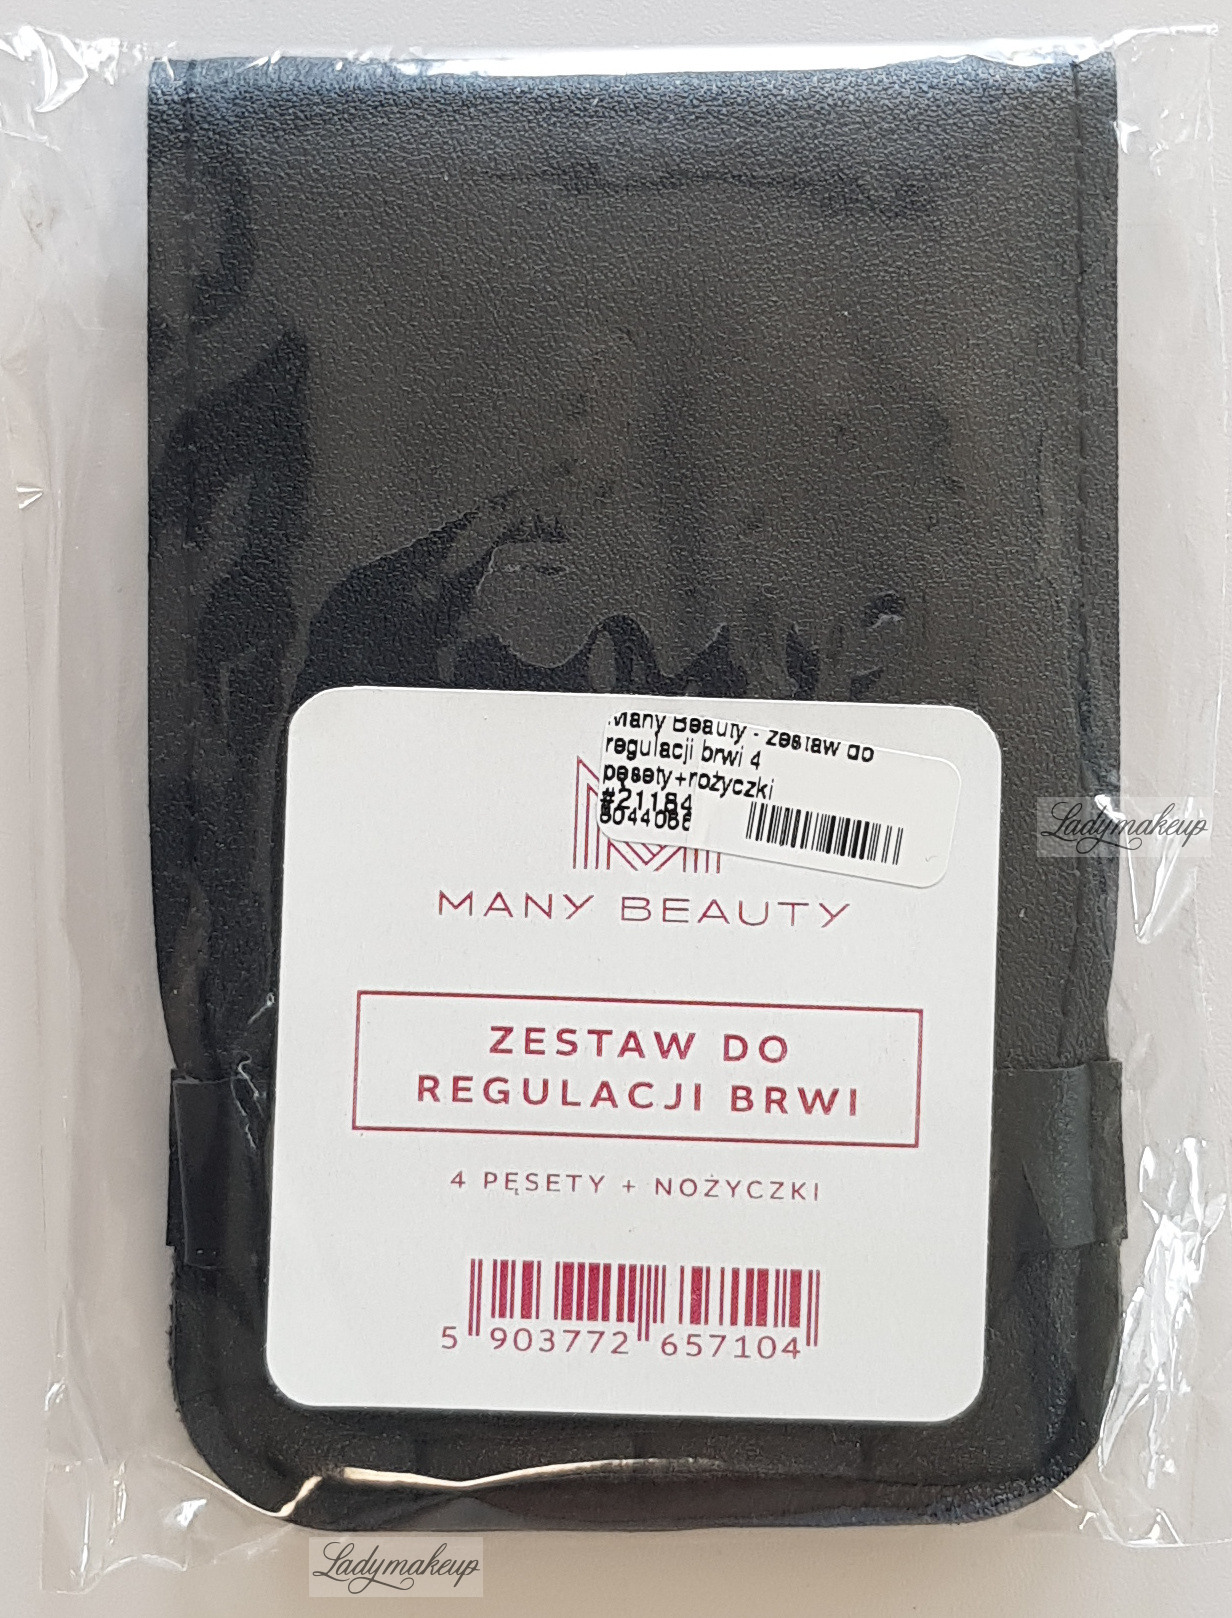 Many Beauty - zestaw do
regulacji brwi 4
pęsety+nożyczki
#21184
MANY BEAUTY
ZESTAW DO
REGULACJI BRWI
4 PĘSETY + NOŻYCZKI
5 903772 657104
Ladymakeup
Ladymakeup